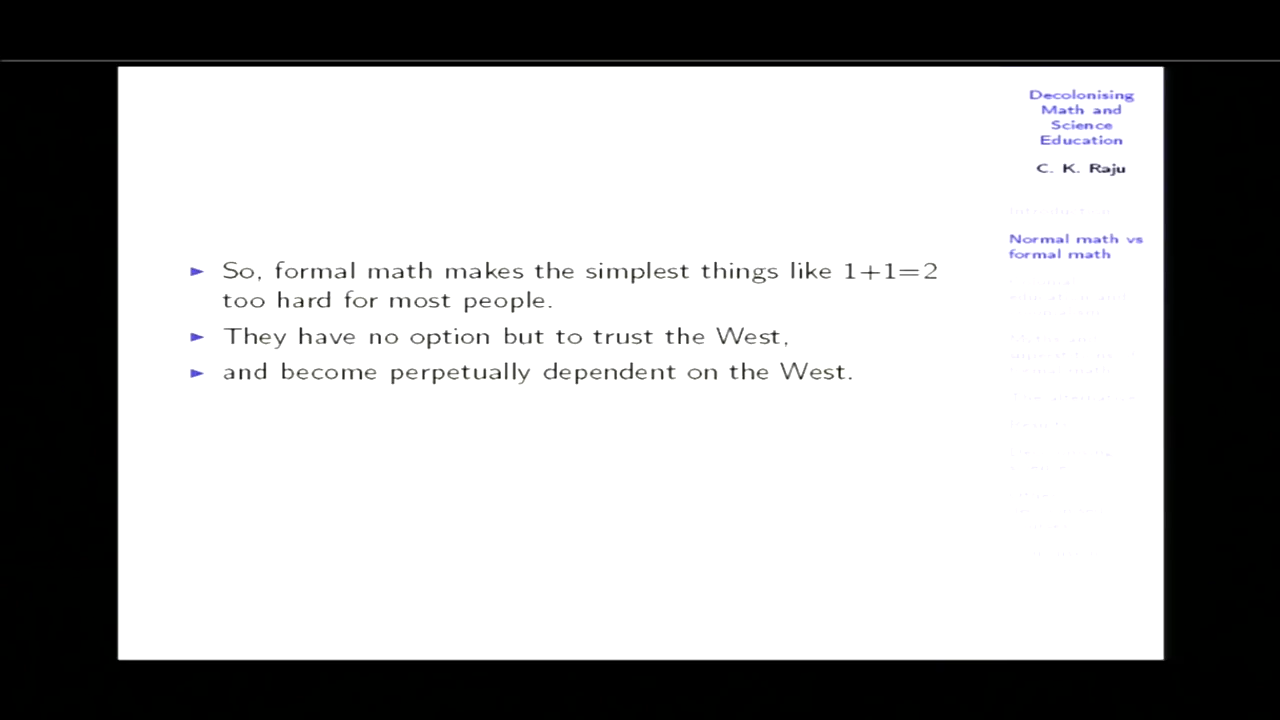 Decolonising
Math and
Science
Education
C. K. Raju
Introduction
Normal math vs
formal math
► So, formal math makes the simplest things like 1+1=2
too hard for most people.
► They have no option but to trust the West,
► and become perpetually dependent on the West.